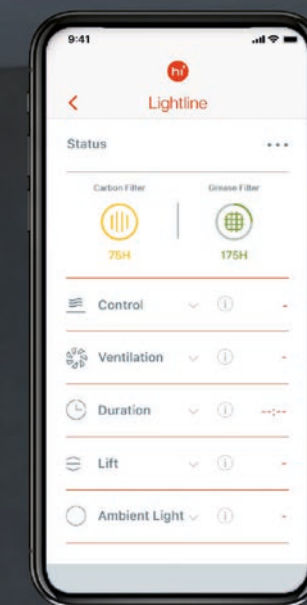 9:41
hi
Lightline
Status
Carbon Filter Grease Filter
75H 175H
Control -
Ventilation -
Duration --:--
Lift -
Ambient Light -